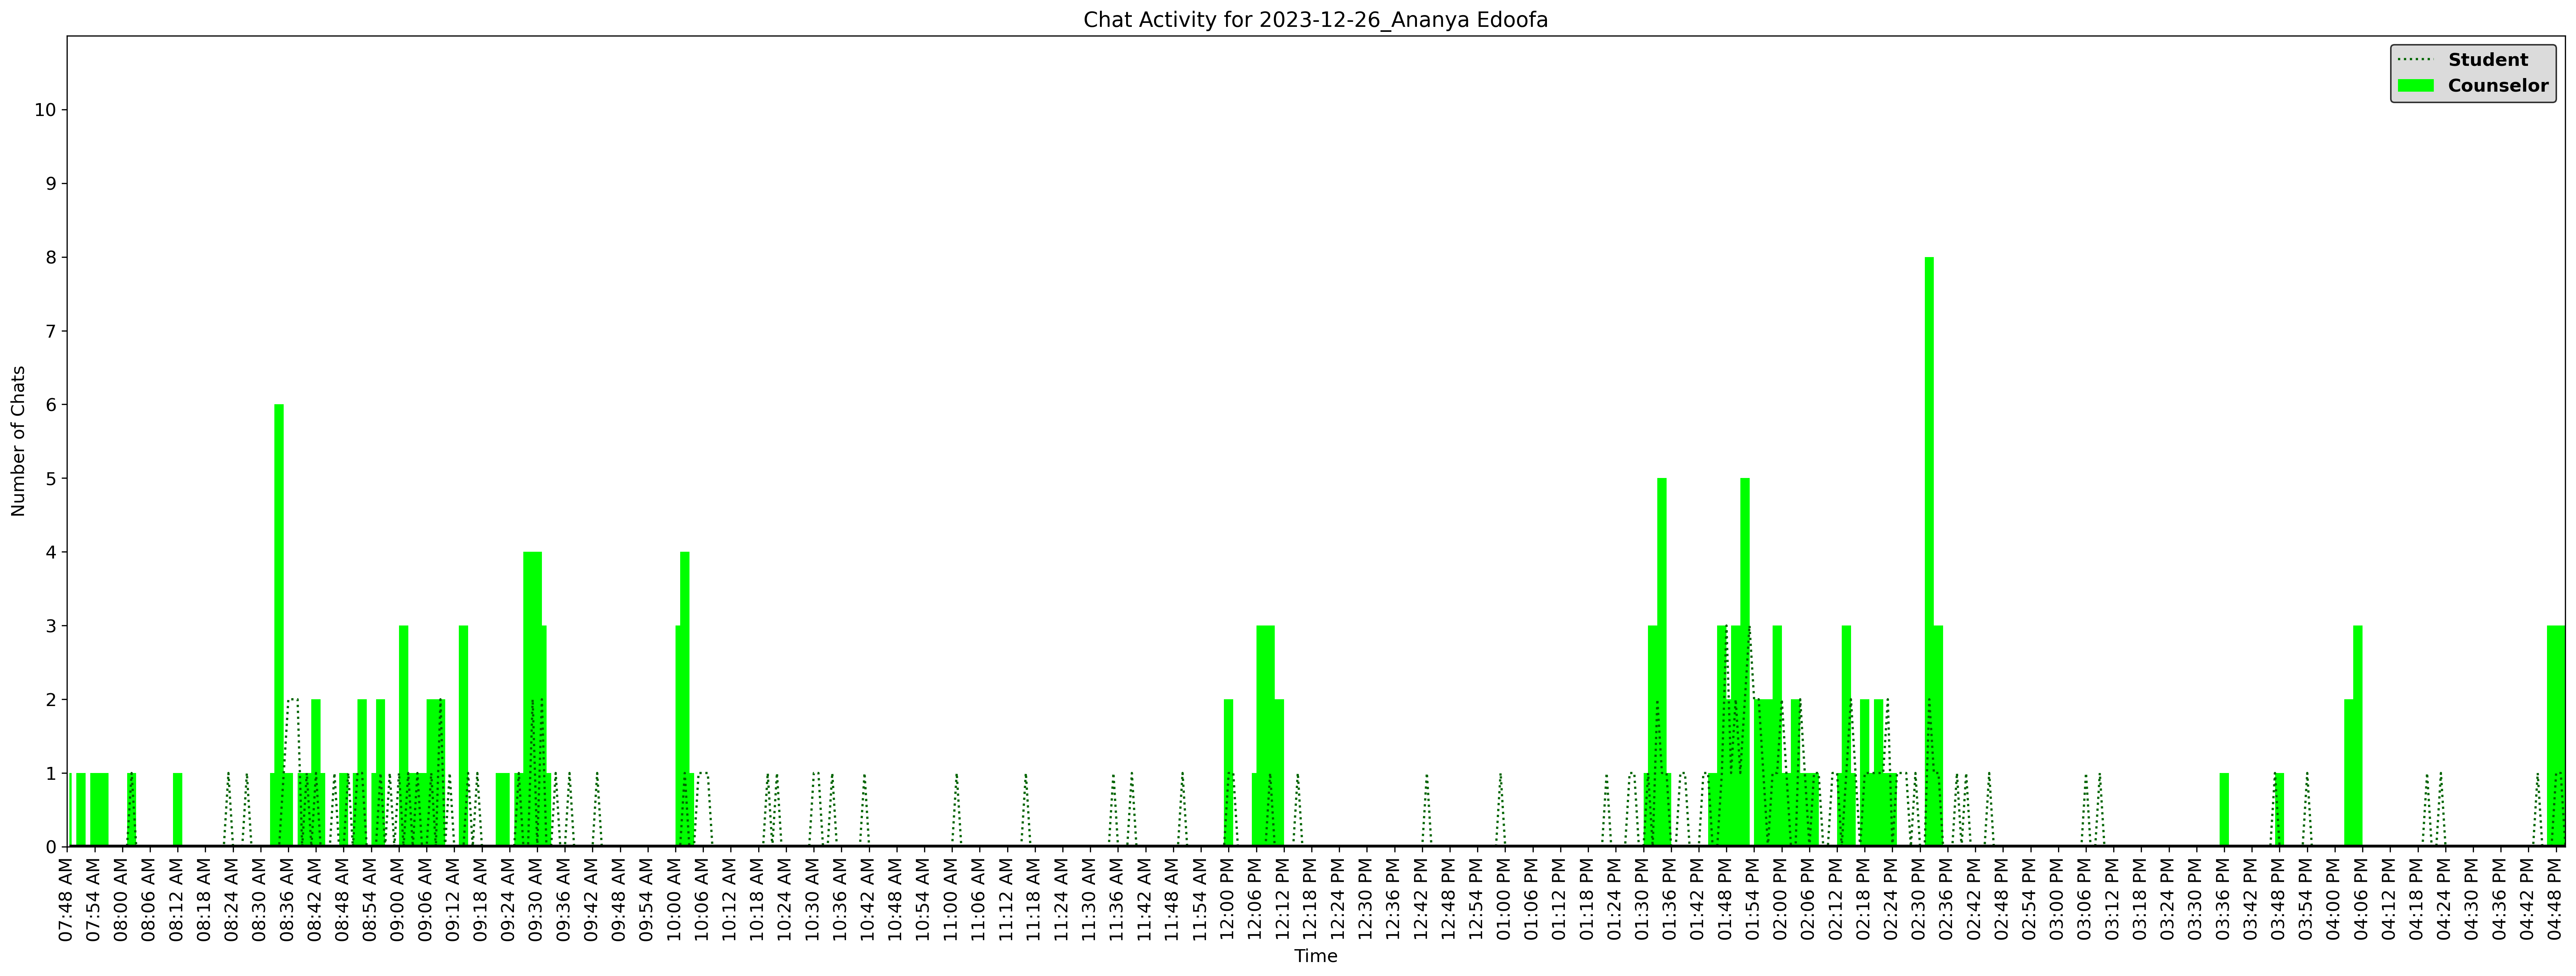 Chat Activity for 2023-12-26_Ananya Edoofa
Student
Counselor
Number of Chats
10
9
8
7
6
5
4
3
2
1
0
07:48 AM
07:54 AM
08:00 AM
08:06 AM
08:12 AM
08:18 AM
08:24 AM
08:30 AM
08:36 AM
08:42 AM
08:48 AM
08:54 AM
09:00 AM
09:06 AM
09:12 AM
09:18 AM
09:24 AM
09:30 AM
09:36 AM
09:42 AM
09:48 AM
09:54 AM
10:00 AM
10:06 AM
10:12 AM
10:18 AM
10:24 AM
10:30 AM
10:36 AM
10:42 AM
10:48 AM
10:54 AM
11:00 AM
11:06 AM
11:12 AM
11:18 AM
11:24 AM
11:30 AM
11:36 AM
11:42 AM
11:48 AM
11:54 AM
12:00 PM
12:06 PM
12:12 PM
12:18 PM
12:24 PM
12:30 PM
12:36 PM
12:42 PM
12:48 PM
12:54 PM
01:00 PM
01:06 PM
01:12 PM
01:18 PM
01:24 PM
01:30 PM
01:36 PM
01:42 PM
01:48 PM
01:54 PM
02:00 PM
02:06 PM
02:12 PM
02:18 PM
02:24 PM
02:30 PM
02:36 PM
02:42 PM
02:48 PM
02:54 PM
03:00 PM
03:06 PM
03:12 PM
03:18 PM
03:24 PM
03:30 PM
03:36 PM
03:42 PM
03:48 PM
03:54 PM
04:00 PM
04:06 PM
04:12 PM
04:18 PM
04:24 PM
04:30 PM
04:36 PM
04:42 PM
04:48 PM
Time